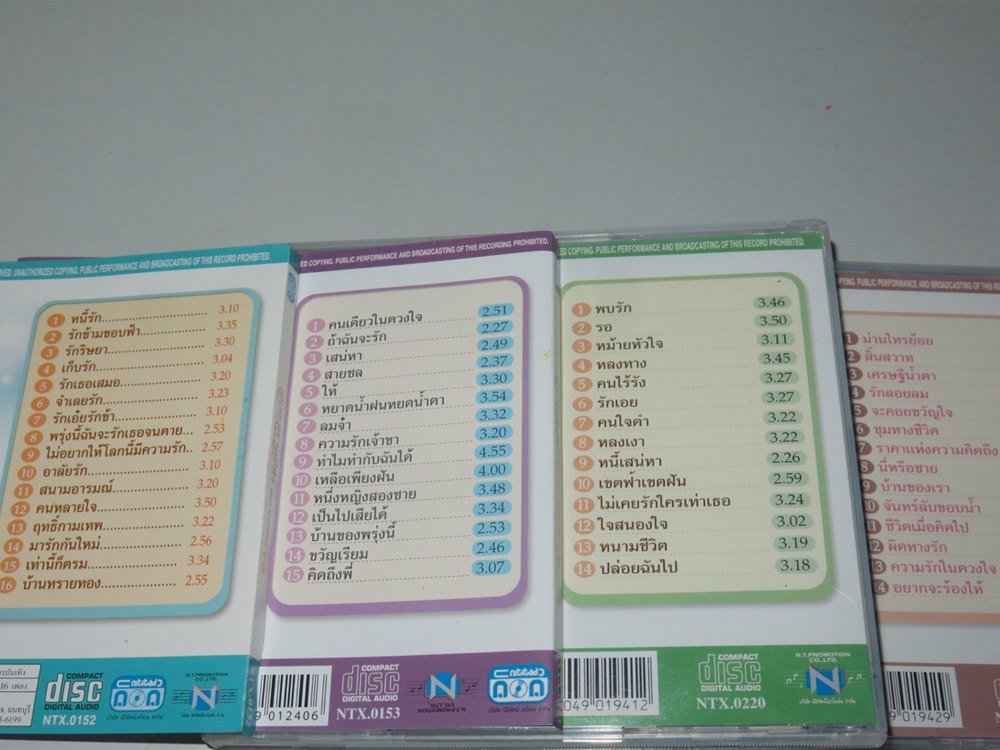 RVED. UNAUTHORIZED COPYING. PUBLIC PERFORMANCE AND BROADCASTING OF THIS RECORD PROHIBITED.
1 หนี้รัก 3.10
2 รักข้ามขอบฟ้า 3.35
3 รักริษยา 3.30
4 เก็บรัก 3.04
5 รักเธอเสมอ 3.20
6 จำเลยรัก 3.23
7 รักเอ๋ยรักข้า 3.10
8 พรุ่งนี้ฉันจะรักเธอจนตาย 2.53
9 ไม่อยากให้โลกนี้มีความรัก 2.57
10 อาลัยรัก 3.10
11 สนามอารมณ์ 3.20
12 คนหลายใจ 3.50
13 ฤทธิ์กามเทพ 3.22
14 มารักกันใหม่ 2.56
15 เท่านี้ก็ตรม 3.34
16 บ้านทรายทอง 2.55
16 เพลง
จ. นนทบุรี
3-6199
COMPACT
disc
DIGITAL AUDIO
NTX.0152
N.T.PROMOTION
CO.,LTD.
N
ED COPYING. PUBLIC PERFORMANCE AND BROADCASTING OF THIS RECORDING PROHIBITED.
1 คนเดียวในดวงใจ 2.51
2 ถ้าฉันจะรัก 2.27
3 เสน่หา 2.49
4 สายชล 2.37
5 ให้ 3.30
6 หยาดน้ำฝนหยดน้ำตา 3.54
7 ลมจ๋า 3.32
8 ความรักเจ้าขา 3.20
9 ทำไมทำกับฉันได้ 4.55
10 เหลือเพียงฝัน 4.00
11 หนึ่งหญิงสองชาย 3.48
12 เป็นไปเสียได้ 3.34
13 บ้านของพรุ่งนี้ 2.53
14 ขวัญเรียม 2.46
15 คิดถึงพี่ 3.07
9 012406
COMPACT
disc
DIGITAL AUDIO
NTX.0153
N
N.T.PROMOTION
CO.,LTD.
ED COPYING. PUBLIC PERFORMANCE AND BROADCASTING OF THIS RECORD PROHIBITED.
1 พบรัก 3.46
2 รอ 3.50
3 หม้ายหัวใจ 3.11
4 หลงทาง 3.45
5 คนไร้รัง 3.27
6 รักเอย 3.27
7 คนใจดำ 3.22
8 หลงเงา 3.22
9 หนี้เสน่หา 2.26
10 เขตฟ้าเขตฝัน 2.59
11 ไม่เคยรักใครเท่าเธอ 3.24
12 ใจสนองใจ 3.02
13 หนามชีวิต 3.19
14 ปล่อยฉันไป 3.18
049 019412
COMPACT
disc
DIGITAL AUDIO
NTX.0220
N.T.PROMOTION
CO.,LTD.
N
PYING. PUBLIC PERFORMANCE AND BROADCASTING OF THIS RECO
1 ม่านไทรย้อย
2 สิ้นสวาท
3 เศรษฐีน้ำตา
4 รักลอยลม
5 จะคอยขวัญใจ
6 ชุมทางชีวิต
7 ราคาแห่งความคิดถึง
8 นี่หรือชาย
9 บ้านของเรา
10 จันทร์ลับขอบน้ำ
11 ชีวิตเมื่อคิดไป
12 ผิดทางรัก
13 ความรักในดวงใจ
14 อยากจะร้องไห้
9 019429